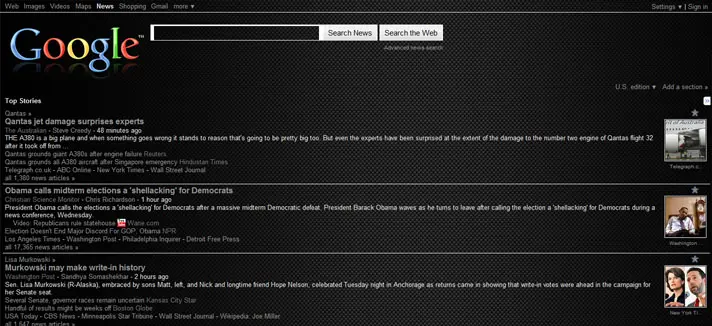 Web Images Videos Maps News Shopping Gmail more ▼ Settings ▼ | Sign in
Google™
Search News Search the Web
Advanced news search
U.S. edition ▼ Add a section »
Top Stories
Qantas »
Qantas jet damage surprises experts
The Australian - Steve Creedy - 48 minutes ago
THE A380 is a big plane and when something goes wrong it stands to reason that's going to be pretty big too. But even the experts have been surprised at the extent of the damage to the number two engine of Qantas flight 32
after it took off from ...
Qantas grounds giant A380s after engine failure Reuters
Qantas grounds all A380 aircraft after Singapore emergency Hindustan Times
Telegraph.co.uk - ABC Online - New York Times - Wall Street Journal
all 1,380 news articles »
Telegraph.c..
Obama calls midterm elections a 'shellacking' for Democrats
Christian Science Monitor - Chris Richardson - 1 hour ago
President Obama calls the elections a 'shellacking' for Democrats after a massive midterm Democratic defeat. President Barack Obama waves as he turns to leave after calling the election a 'shellacking' for Democrats during a
news conference, Wednesday.
Video: Republicans rule statehouse Wane.com
Election Doesn't End Major Discord For GOP, Obama NPR
Los Angeles Times - Washington Post - Philadelphia Inquirer - Detroit Free Press
all 17,365 news articles »
Washington ...
Lisa Murkowski »
Murkowski may make write-in history
Washington Post - Sandhya Somashekhar - 2 hours ago
Sen. Lisa Murkowski (R-Alaska), embraced by sons Matt, left, and Nick and longtime friend Hope Nelson, celebrated Tuesday night in Anchorage as returns came in showing that write-in votes were ahead in the campaign for
her Senate seat.
Several Senate, governor races remain uncertain Kansas City Star
Handful of results might be weeks off Boston Globe
USA Today - CBS News - Minneapolis Star Tribune - Wall Street Journal - Wikipedia: Joe Miller
all 1,547 news articles »
New York Ti...